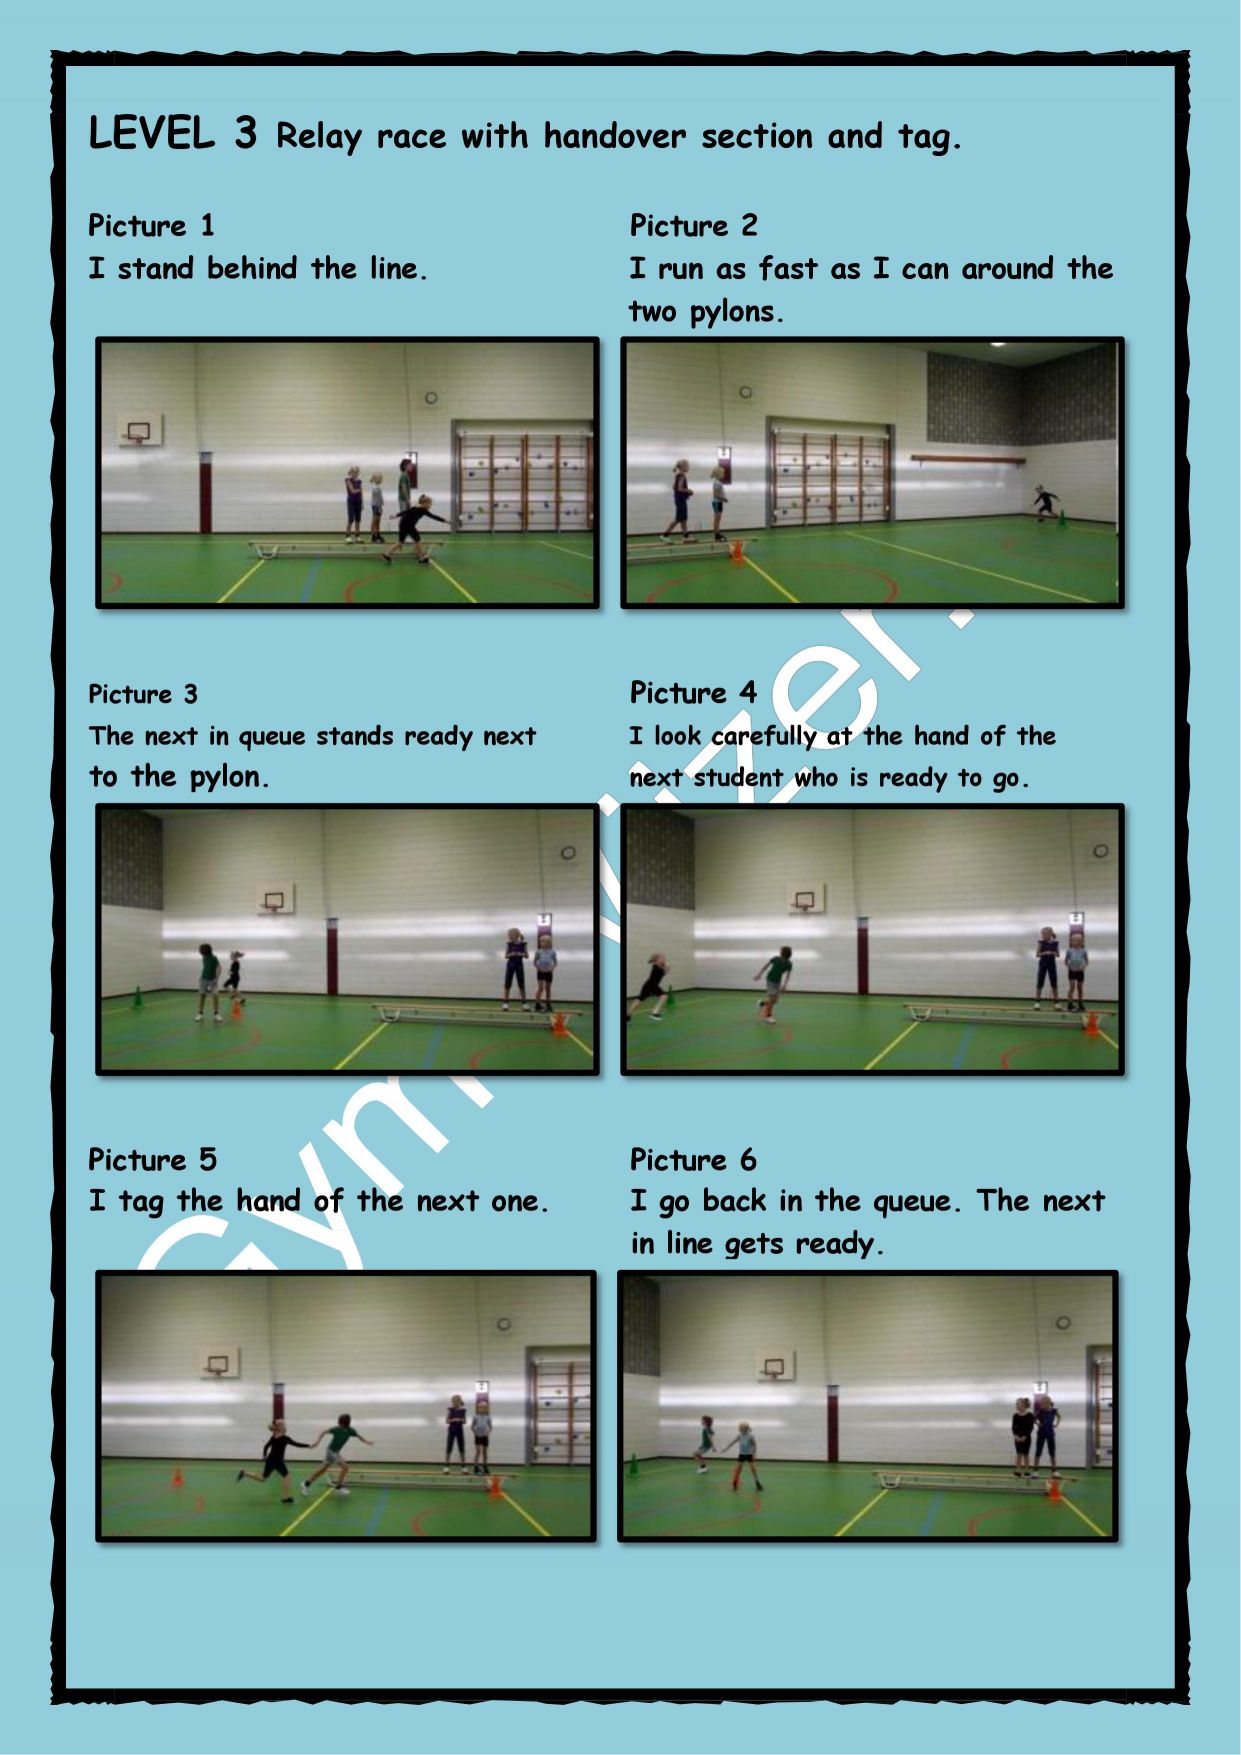 LEVEL 3 Relay race with handover section and tag.
Picture 1
I stand behind the line.
Picture 2
I run as fast as I can around the
two pylons.
Picture 3
The next in queue stands ready next
to the pylon.
Picture 4
I look carefully at the hand of the
next student who is ready to go.
Picture 5
I tag the hand of the next one.
Picture 6
I go back in the queue. The next
in line gets ready.